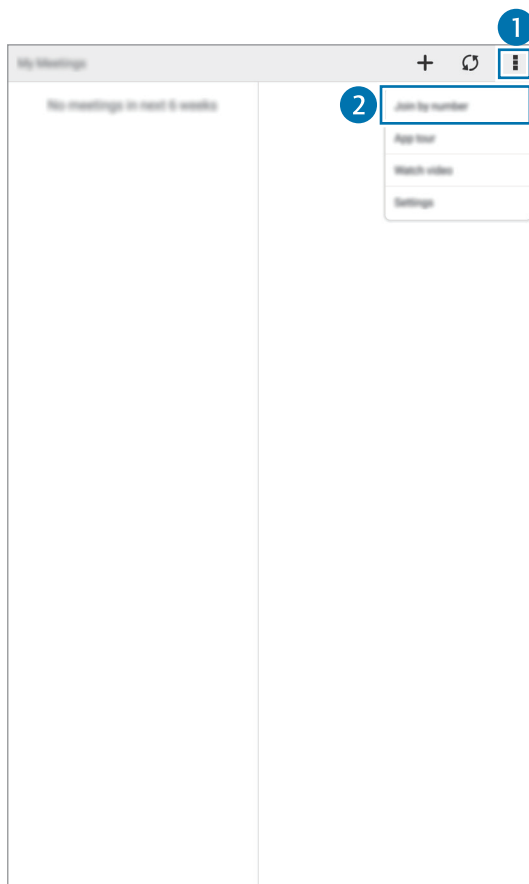 1
My Meetings
No meetings in next 6 weeks
2
Join by number
App tour
Watch video
Settings